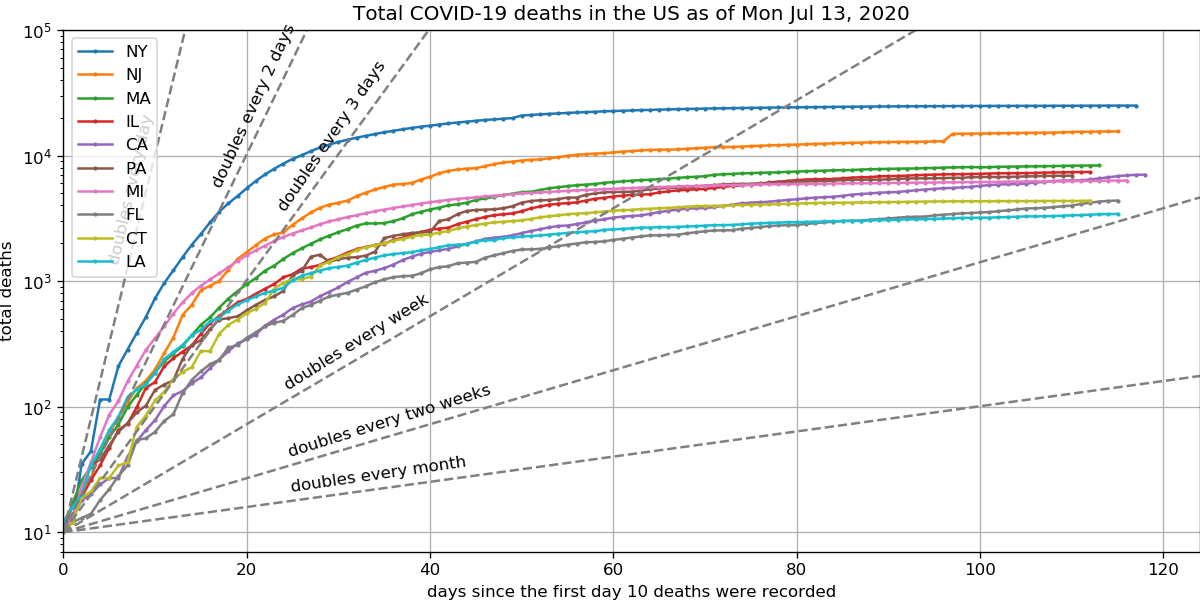 Total COVID-19 deaths in the US as of Mon Jul 13, 2020
total deaths
10^5
10^4
10^3
10^2
10^1
NY
NJ
MA
IL
CA
PA
MI
FL
CT
LA
doubles every day
doubles every 2 days
doubles every 3 days
doubles every week
doubles every two weeks
doubles every month
0 20 40 60 80 100 120
days since the first day 10 deaths were recorded